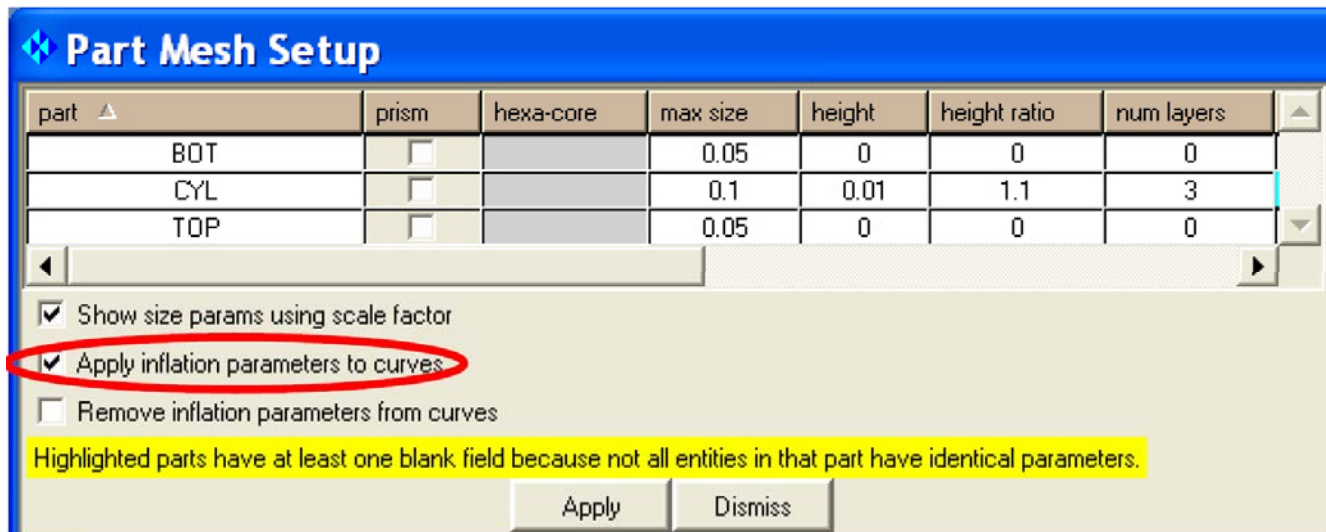 Part Mesh Setup
part prism hexa-core max size height height ratio num layers
BOT 0.05 0 0 0
CYL 0.1 0.01 1.1 3
TOP 0.05 0 0 0
Show size params using scale factor
Apply inflation parameters to curves
Remove inflation parameters from curves
Highlighted parts have at least one blank field because not all entities in that part have identical parameters.
Apply Dismiss